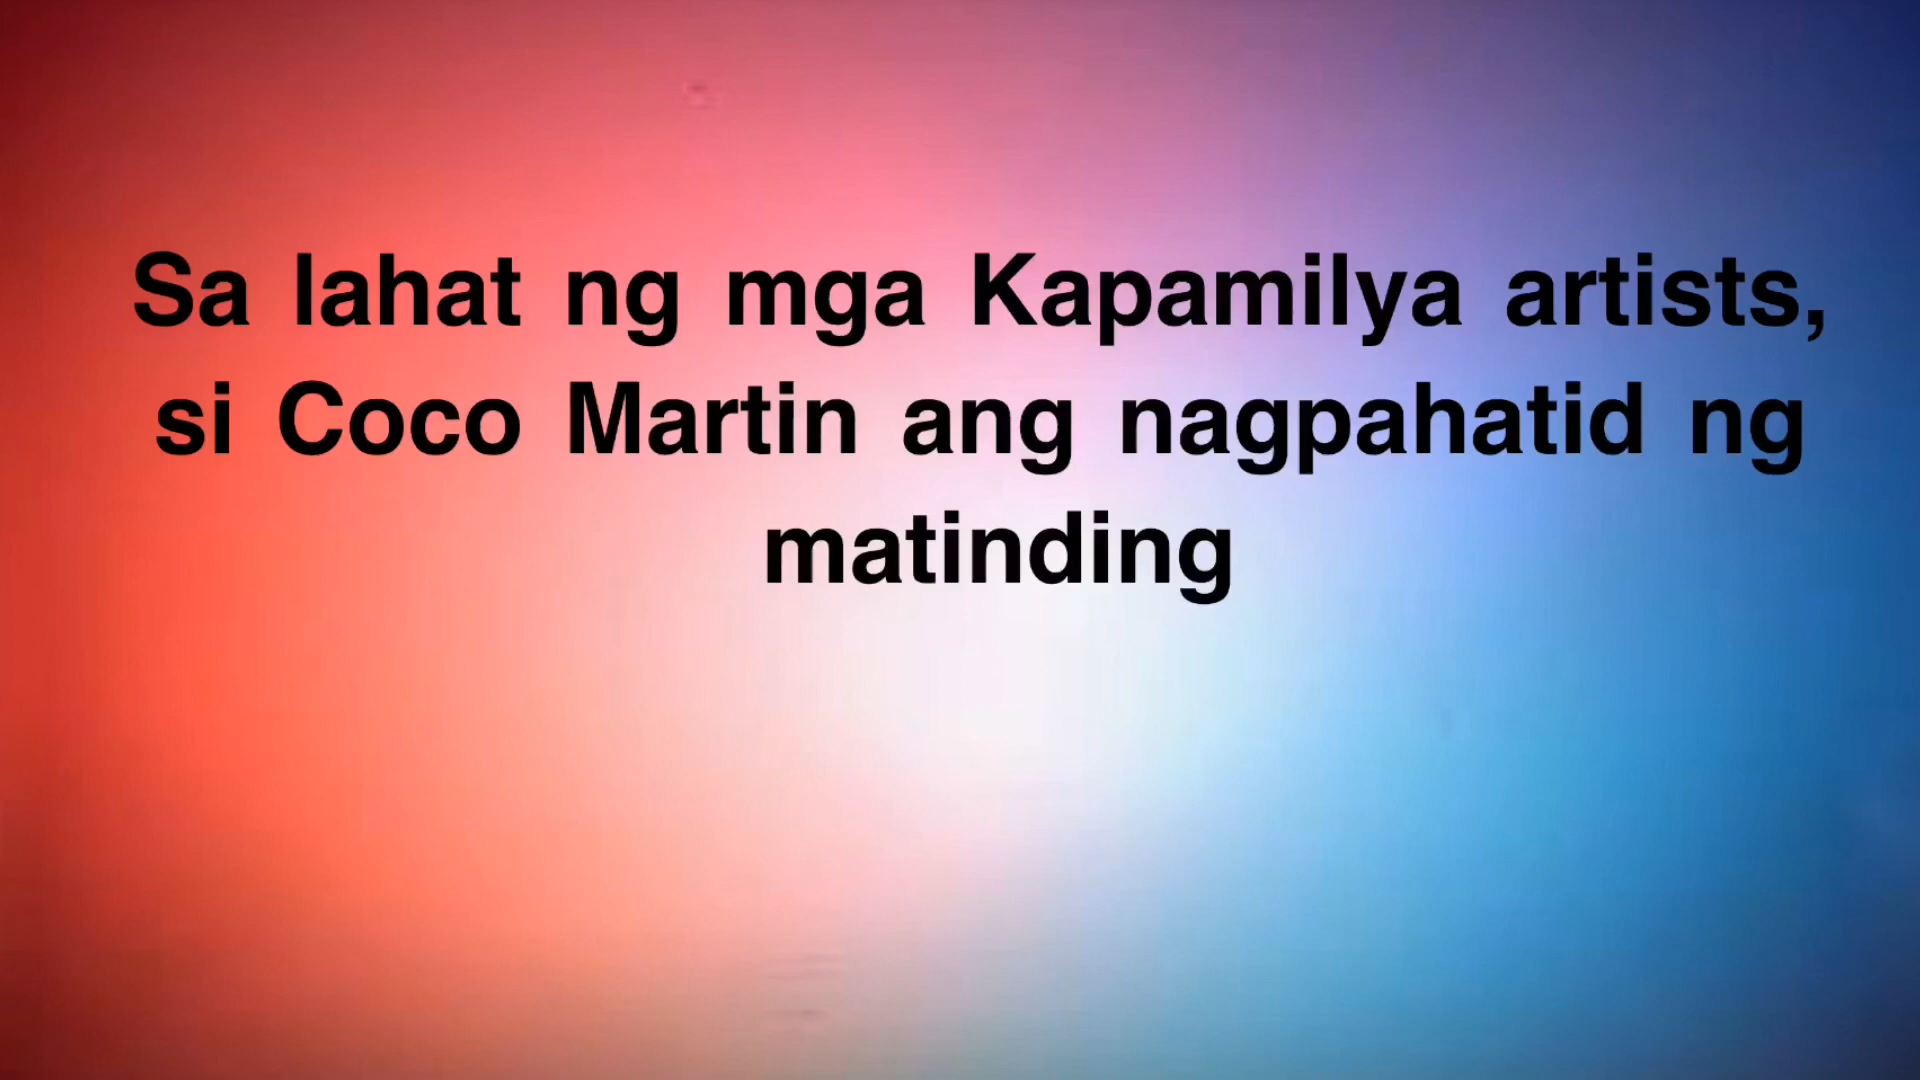 Sa lahat ng mga Kapamilya artists,
si Coco Martin ang nagpahatid ng
matinding